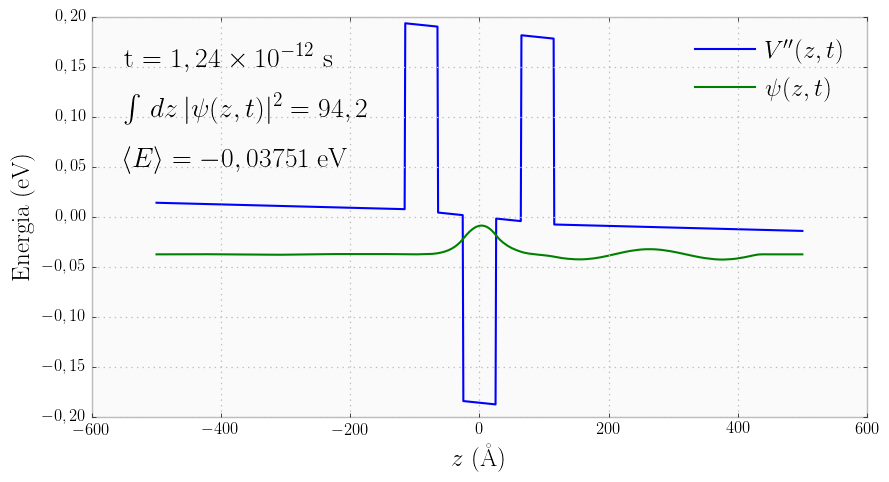 t = 1,24 × 10⁻¹² s
∫ dz |ψ(z, t)|² = 94,2
⟨E⟩ = −0,03751 eV
V′′(z, t)
ψ(z, t)
Energia (eV)
0,20
0,15
0,10
0,05
0,00
−0,05
−0,10
−0,15
−0,20
−600 −400 −200 0 200 400 600
z (Å)